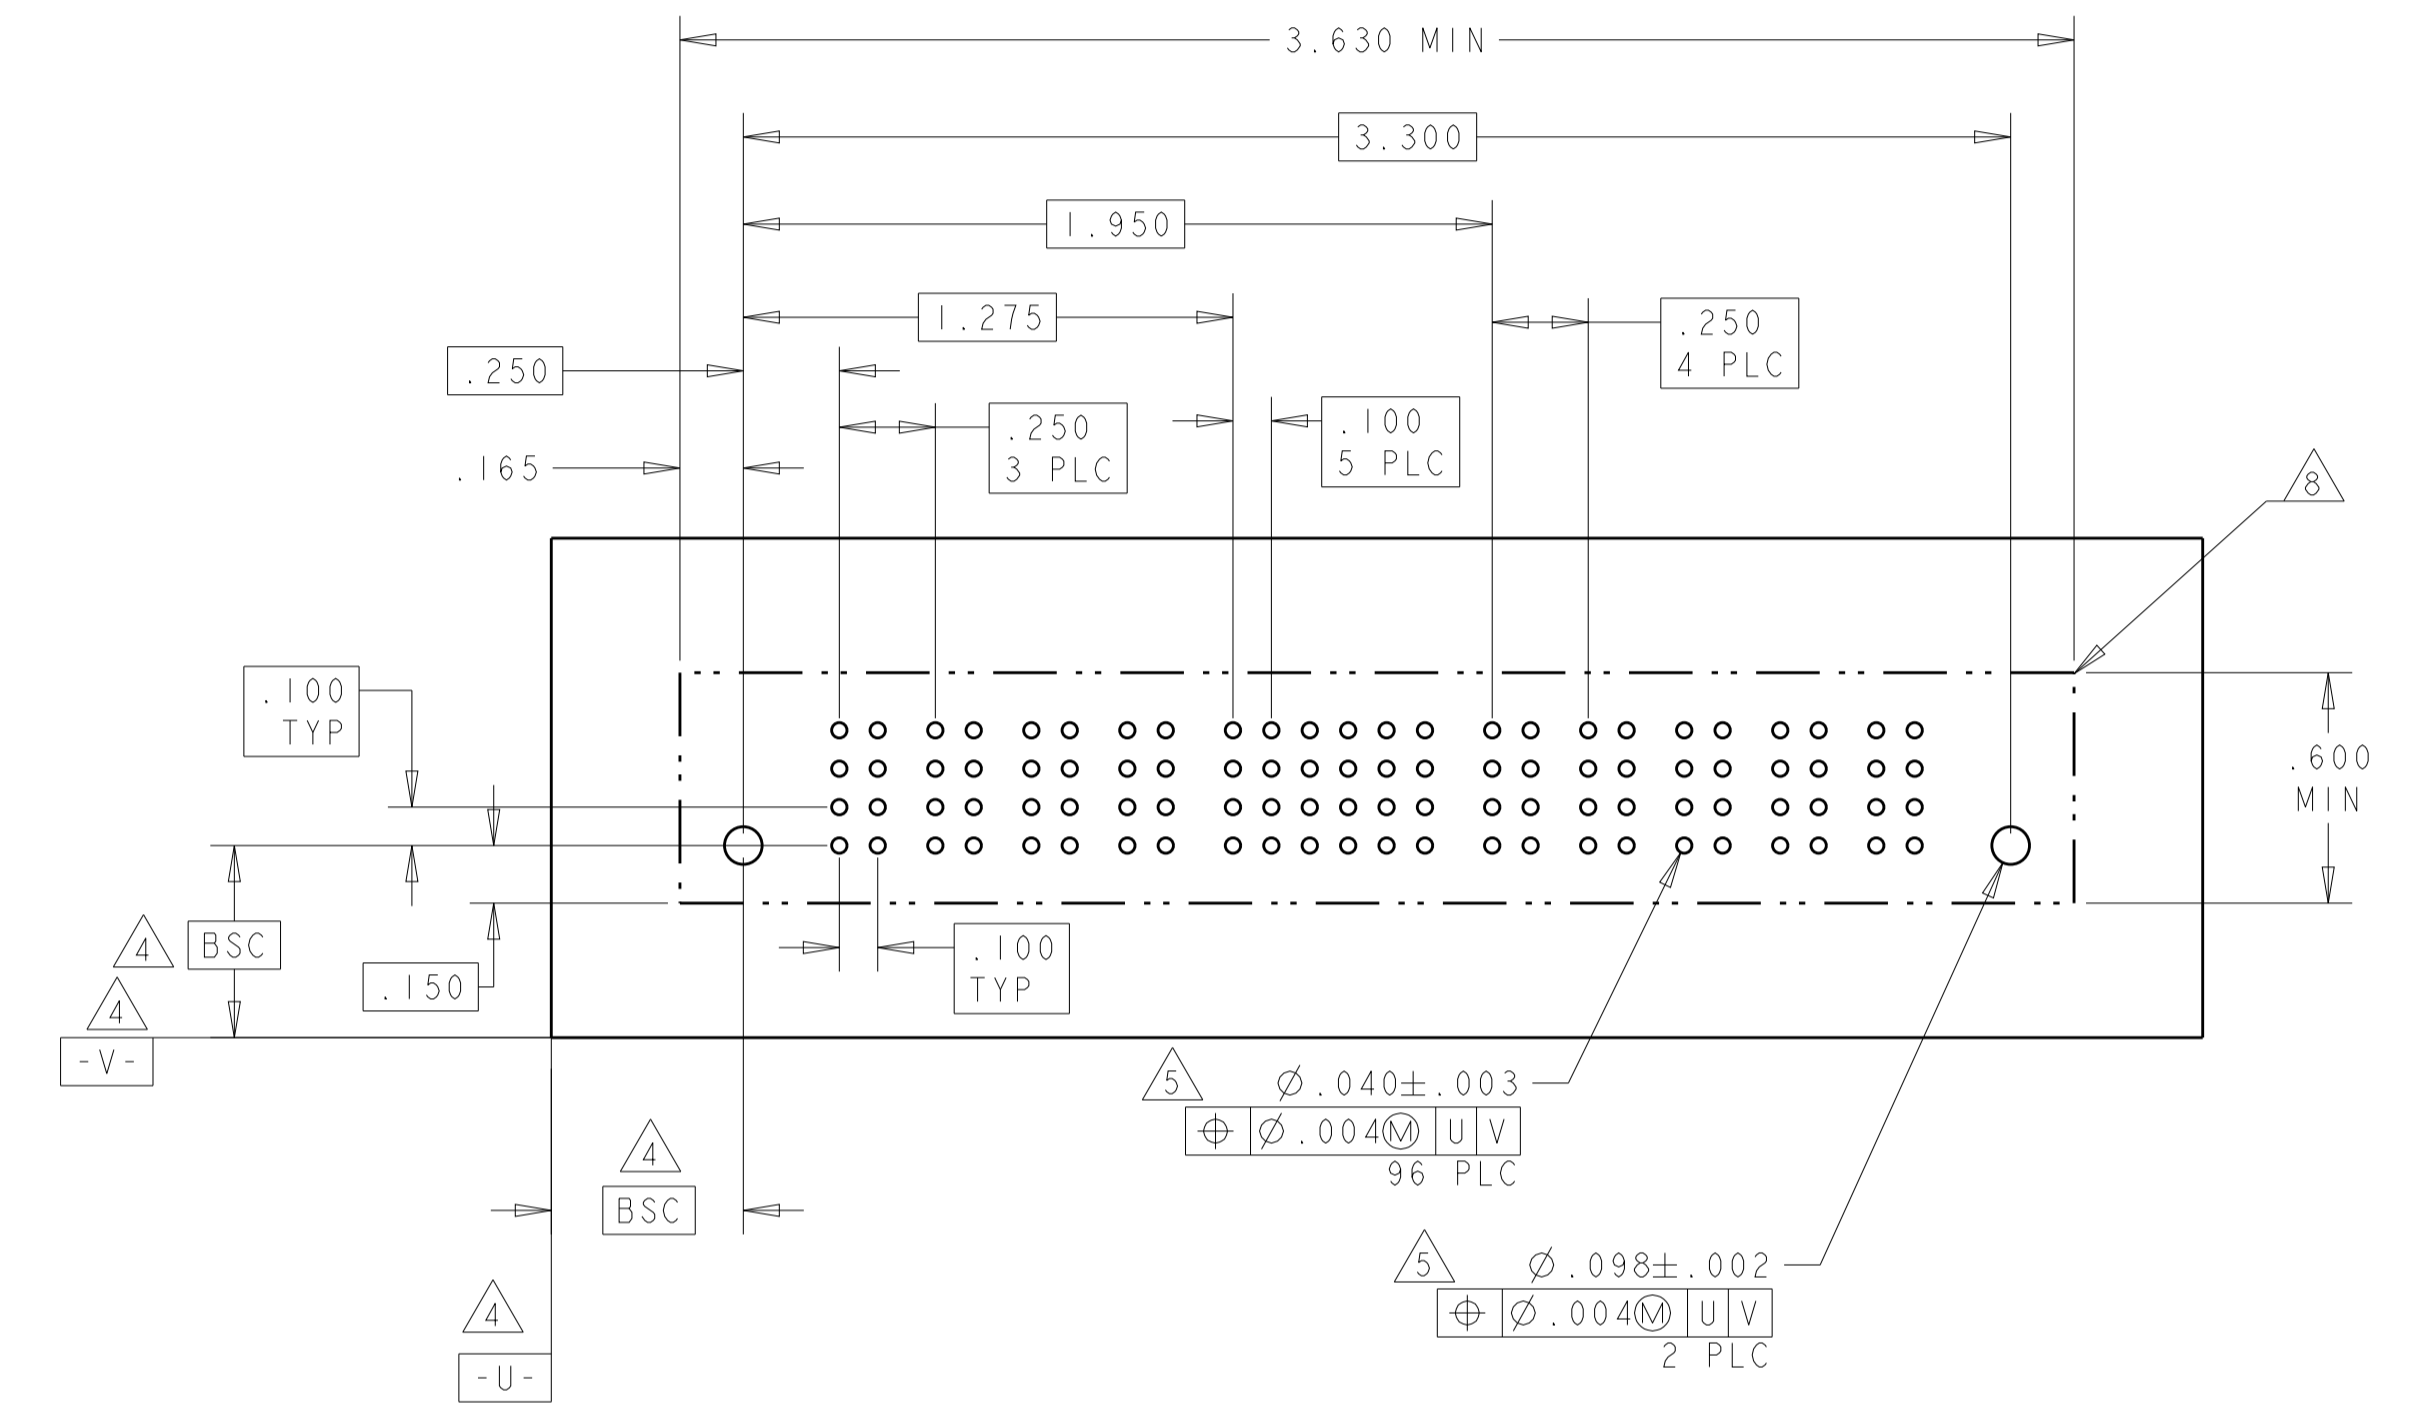 3.630 MIN
3.300
1.950
1.275
.250
4 PLC
.250
.250
3 PLC
.100
5 PLC
.165
8
.100
TYP
.600
MIN
4
BSC
.150
.100
TYP
4
-V-
5
Ø.040±.003
⌖ Ø.004Ⓜ U V
96 PLC
4
BSC
5
Ø.098±.002
⌖ Ø.004Ⓜ U V
2 PLC
4
-U-